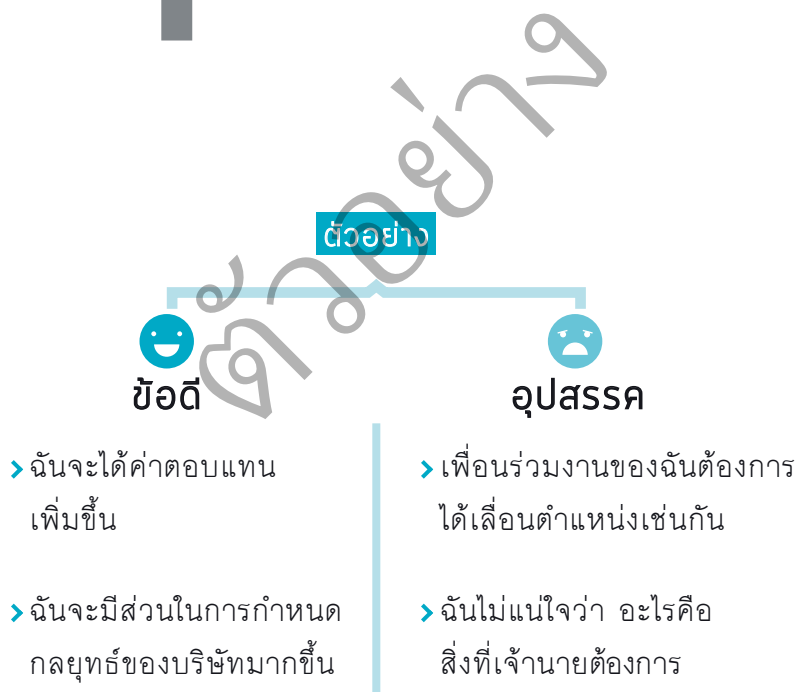 ตัวอย่าง
ตัวอย่าง
ข้อดี
ฉันจะได้ค่าตอบแทน
เพิ่มขึ้น
ฉันจะมีส่วนในการกำหนด
กลยุทธ์ของบริษัทมากขึ้น
อุปสรรค
เพื่อนร่วมงานของฉันต้องการ
ได้เลื่อนตำแหน่งเช่นกัน
ฉันไม่แน่ใจว่า อะไรคือ
สิ่งที่เจ้านายต้องการ